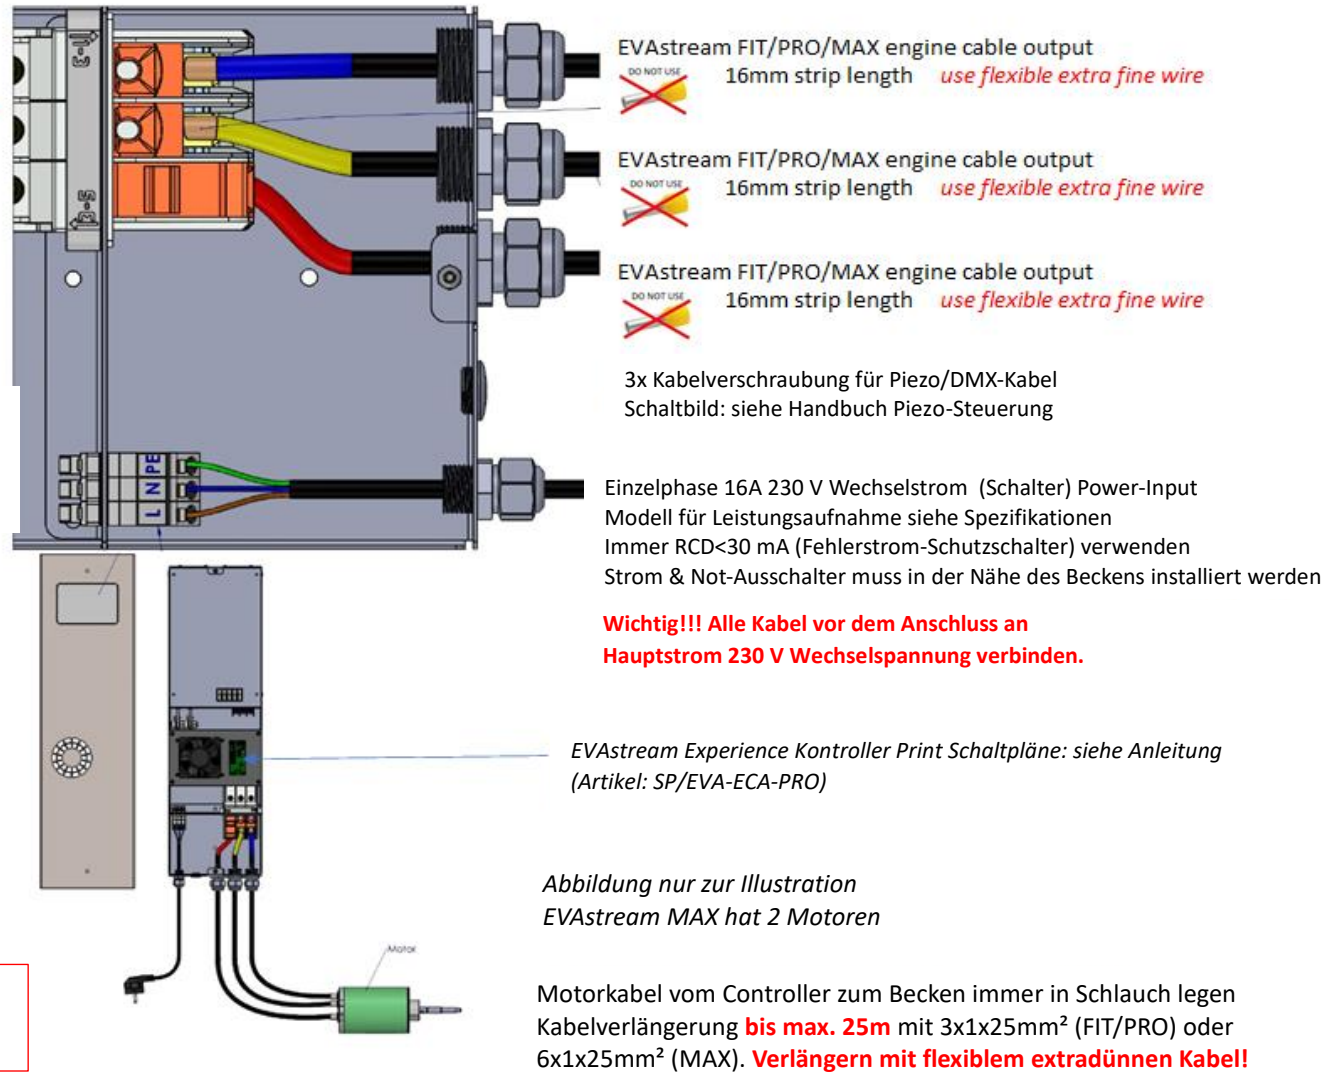 EVAstream FIT/PRO/MAX engine cable output
DO NOT USE
16mm strip length use flexible extra fine wire
EVAstream FIT/PRO/MAX engine cable output
DO NOT USE
16mm strip length use flexible extra fine wire
EVAstream FIT/PRO/MAX engine cable output
DO NOT USE
16mm strip length use flexible extra fine wire
3x Kabelverschraubung für Piezo/DMX-Kabel
Schaltbild: siehe Handbuch Piezo-Steuerung
PE
N
L
Einzelphase 16A 230 V Wechselstrom (Schalter) Power-Input
Modell für Leistungsaufnahme siehe Spezifikationen
Immer RCD<30 mA (Fehlerstrom-Schutzschalter) verwenden
Strom & Not-Ausschalter muss in der Nähe des Beckens installiert werden
Wichtig!!! Alle Kabel vor dem Anschluss an
Hauptstrom 230 V Wechselspannung verbinden.
EVAstream Experience Kontroller Print Schaltpläne: siehe Anleitung
(Artikel: SP/EVA-ECA-PRO)
Abbildung nur zur Illustration
EVAstream MAX hat 2 Motoren
Motor
Motorkabel vom Controller zum Becken immer in Schlauch legen
Kabelverlängerung bis max. 25m mit 3x1x25mm² (FIT/PRO) oder
6x1x25mm² (MAX). Verlängern mit flexiblem extradünnen Kabel!